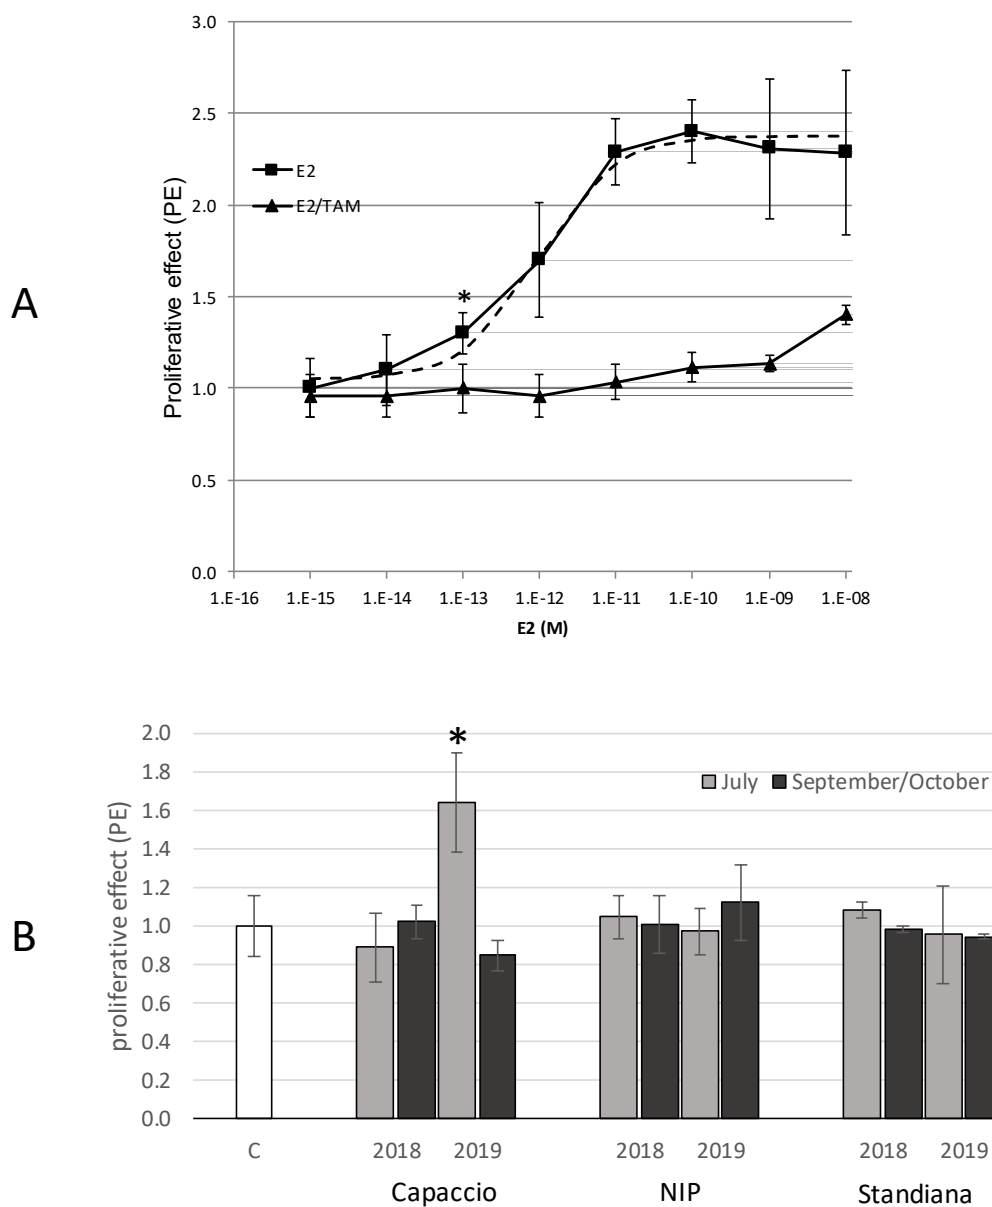 3.0
2.5
2.0
1.5
1.0
0.5
0.0
Proliferative effect (PE)
E2
E2/TAM
*
A
1.E-16 1.E-15 1.E-14 1.E-13 1.E-12 1.E-11 1.E-10 1.E-09 1.E-08
E2 (M)
2.0
1.8
1.6
1.4
1.2
1.0
0.8
0.6
0.4
0.2
0.0
proliferative effect (PE)
*
July September/October
B
C 2018 2019 2018 2019 2018 2019
Capaccio NIP Standiana